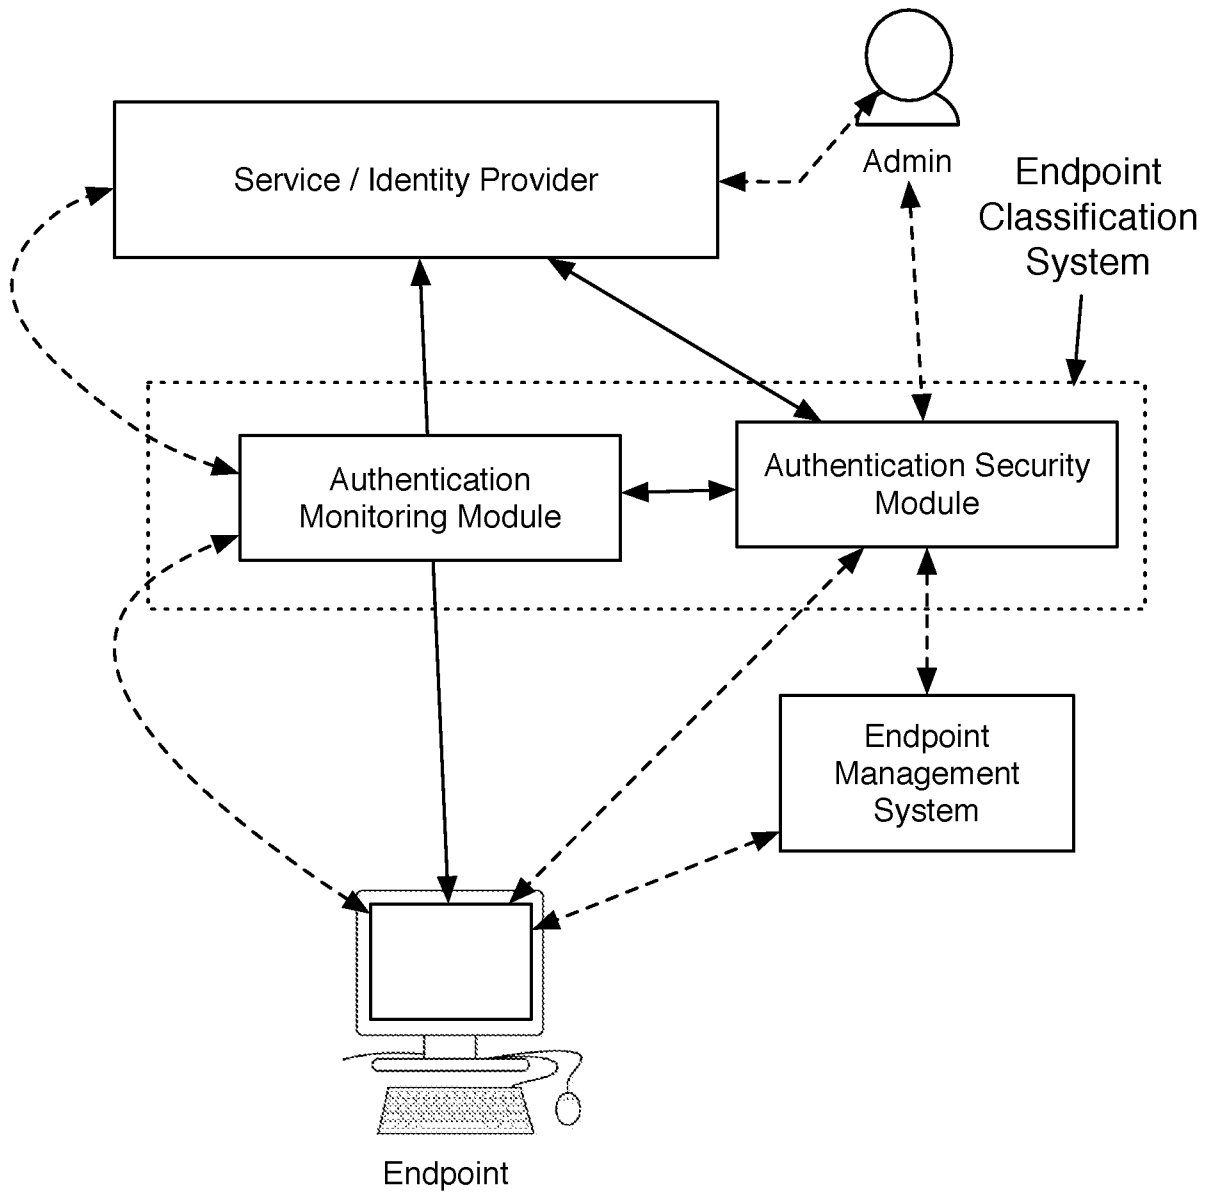 Service / Identity Provider
Admin
Endpoint
Classification
System
Authentication
Monitoring Module
Authentication Security
Module
Endpoint
Management
System
Endpoint